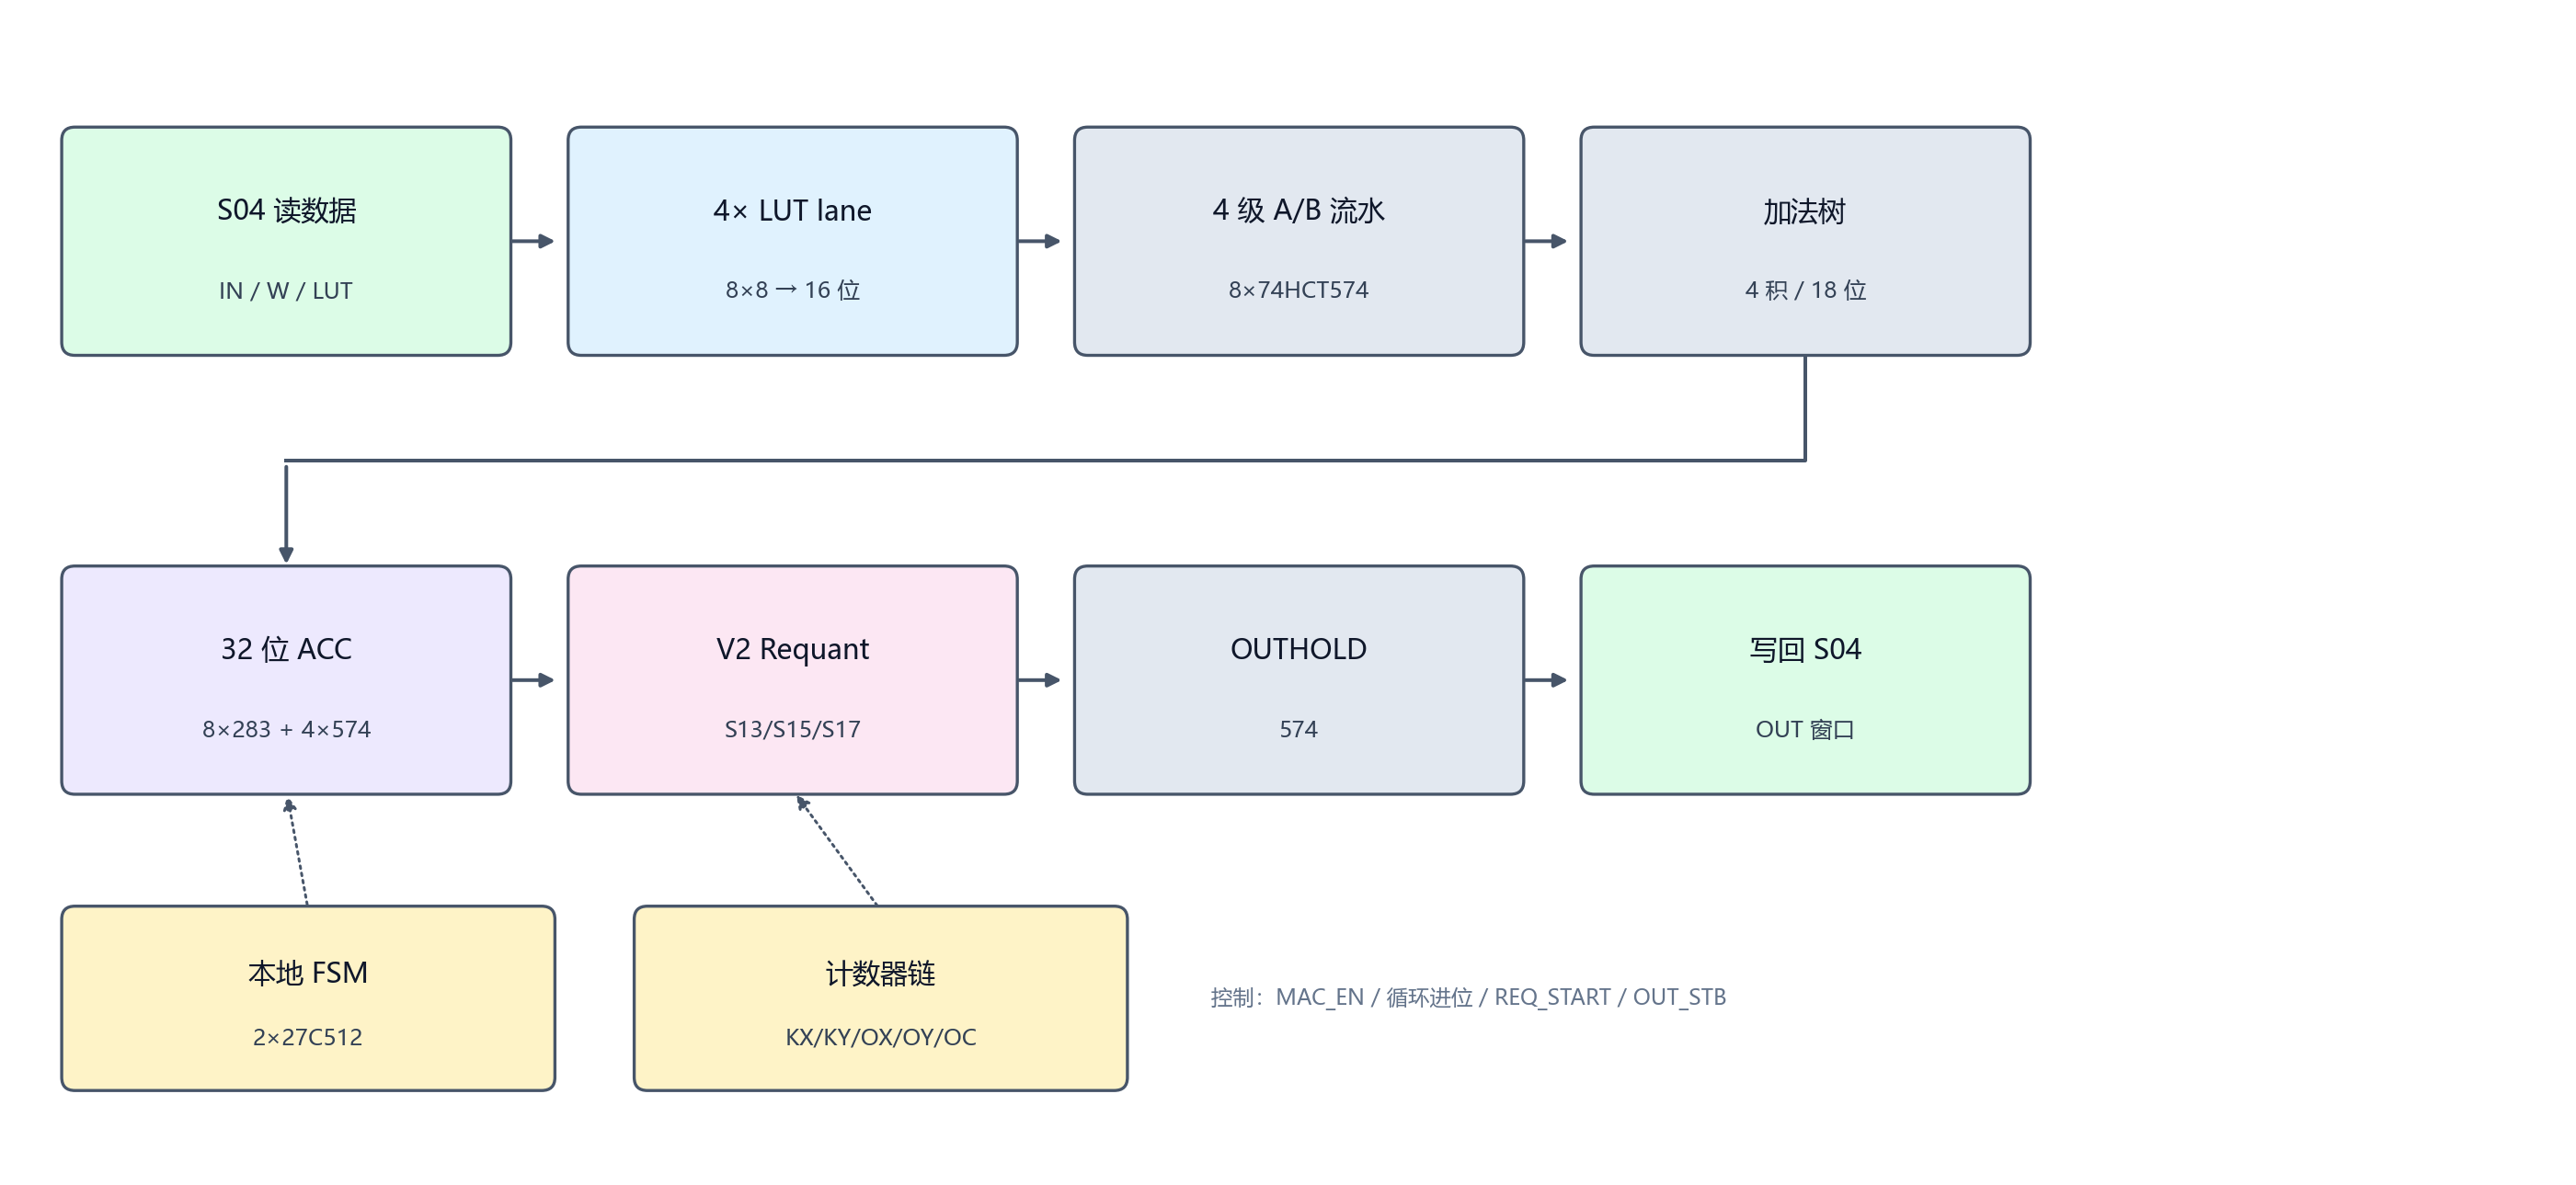 S04 读数据
IN / W / LUT
4× LUT lane
8×8 → 16 位
4 级 A/B 流水
8×74HCT574
加法树
4 积 / 18 位
32 位 ACC
8×283 + 4×574
V2 Requant
S13/S15/S17
OUTHOLD
574
写回 S04
OUT 窗口
本地 FSM
2×27C512
计数器链
KX/KY/OX/OY/OC
控制：MAC_EN / 循环进位 / REQ_START / OUT_STB